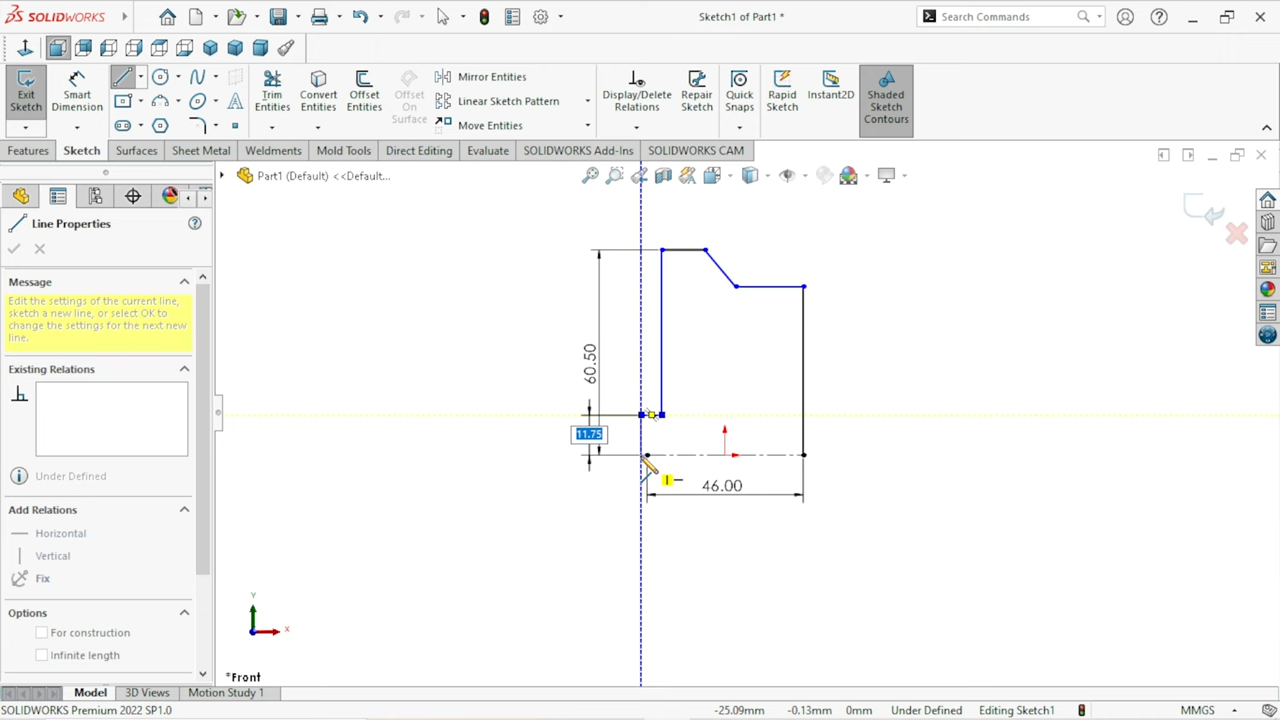 SOLIDWORKS
Sketch1 of Part1 *
Search Commands
Exit Sketch
Smart Dimension
Trim Entities
Convert Entities
Offset Entities
Offset On Surface
Mirror Entities
Linear Sketch Pattern
Move Entities
Display/Delete Relations
Repair Sketch
Quick Snaps
Rapid Sketch
Instant2D
Shaded Sketch Contours
Features
Sketch
Surfaces
Sheet Metal
Weldments
Mold Tools
Direct Editing
Evaluate
SOLIDWORKS Add-Ins
SOLIDWORKS CAM
Part1 (Default) <<Default...
Line Properties
Message
Edit the settings of the current line,
sketch a new line, or select OK to
change the settings for the next new
line.
Existing Relations
Under Defined
Add Relations
Horizontal
Vertical
Fix
Options
For construction
Infinite length
60.50
11.75
46.00
Y
X
*Front
Model
3D Views
Motion Study 1
SOLIDWORKS Premium 2022 SP1.0
-25.09mm
-0.13mm
0mm
Under Defined
Editing Sketch1
MMGS